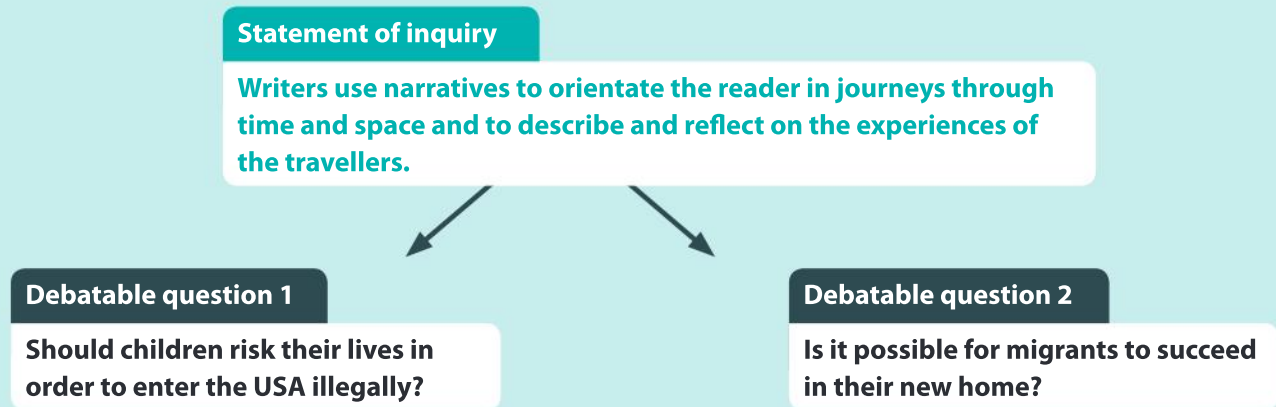 Statement of inquiry
Writers use narratives to orientate the reader in journeys through
time and space and to describe and reflect on the experiences of
the travellers.
Debatable question 1
Should children risk their lives in
order to enter the USA illegally?
Debatable question 2
Is it possible for migrants to succeed
in their new home?